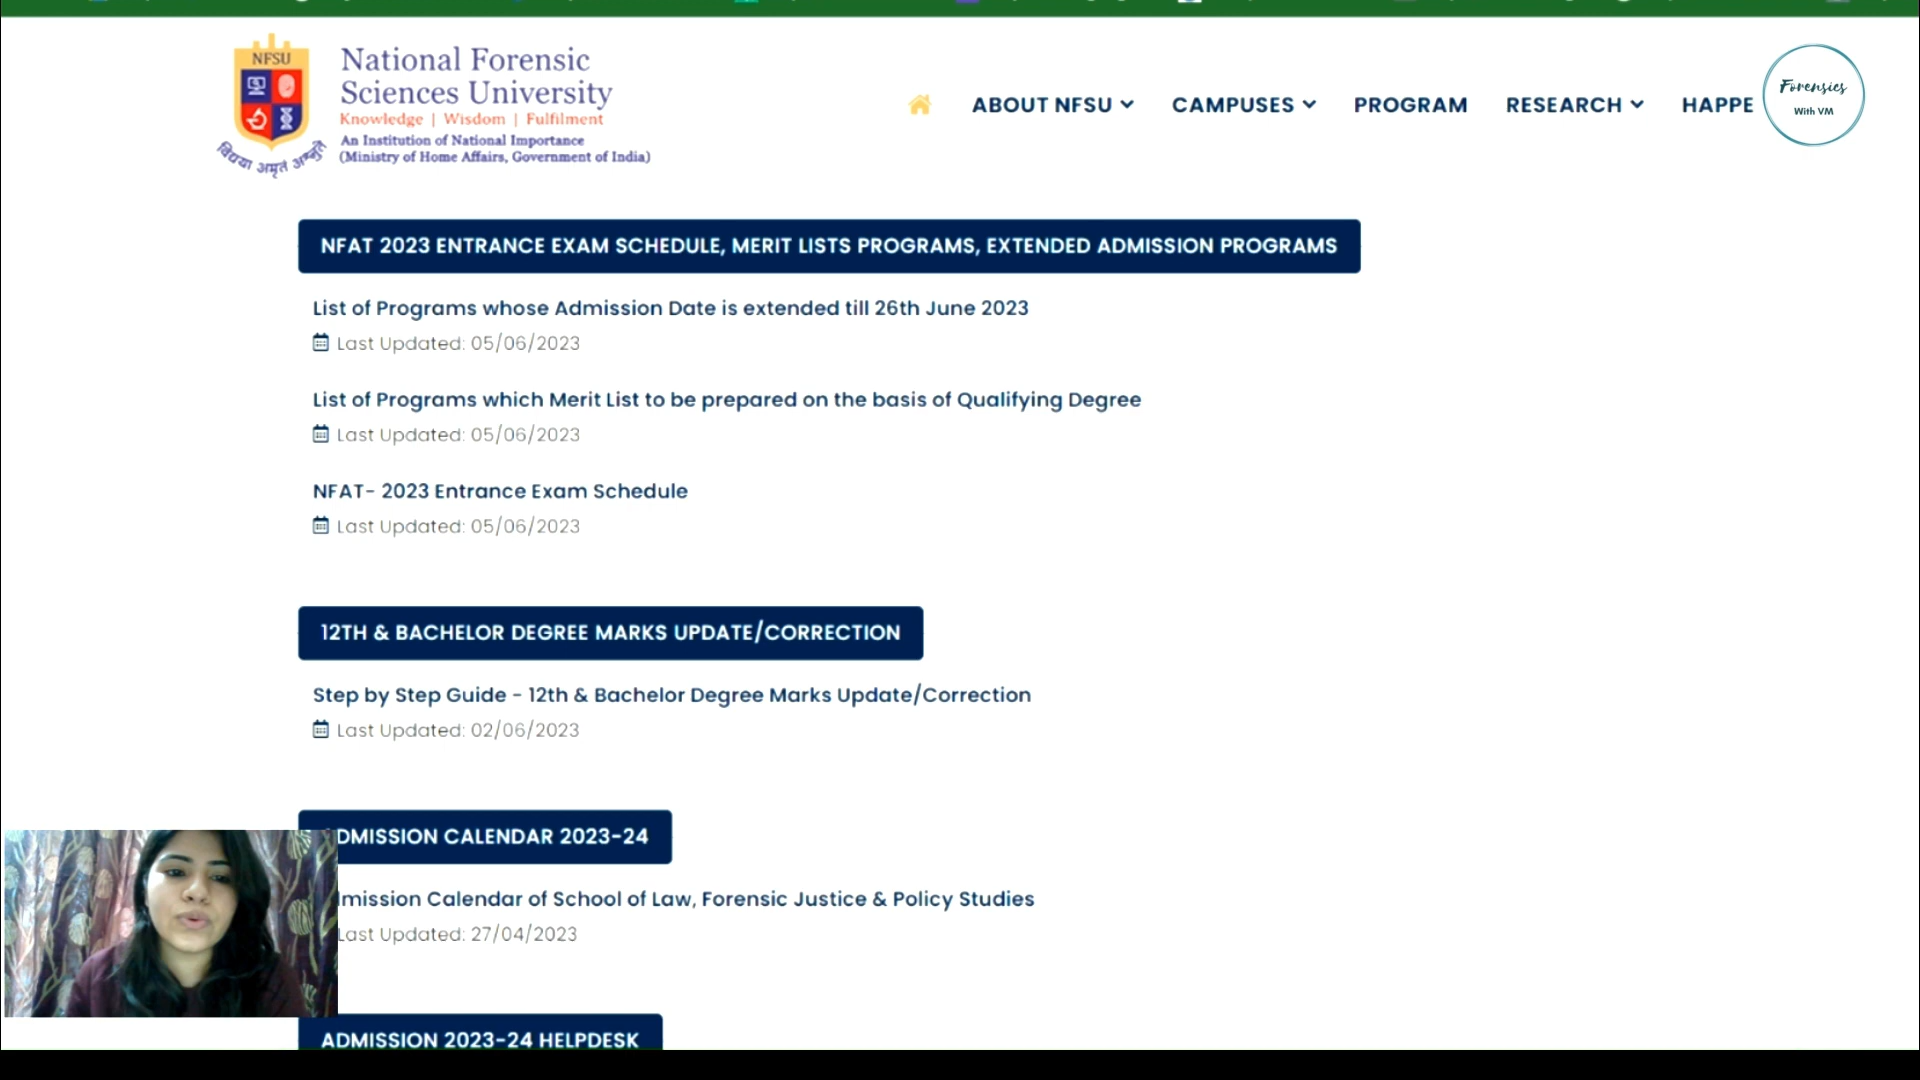 NFSU
विद्यया अमृतं अश्नुते
National Forensic
Sciences University
Knowledge | Wisdom | Fulfilment
An Institution of National Importance
(Ministry of Home Affairs, Government of India)
ABOUT NFSU
CAMPUSES
PROGRAM
RESEARCH
HAPPE
Forensics
With VM
NFAT 2023 ENTRANCE EXAM SCHEDULE, MERIT LISTS PROGRAMS, EXTENDED ADMISSION PROGRAMS
List of Programs whose Admission Date is extended till 26th June 2023
Last Updated: 05/06/2023
List of Programs which Merit List to be prepared on the basis of Qualifying Degree
Last Updated: 05/06/2023
NFAT- 2023 Entrance Exam Schedule
Last Updated: 05/06/2023
12TH & BACHELOR DEGREE MARKS UPDATE/CORRECTION
Step by Step Guide - 12th & Bachelor Degree Marks Update/Correction
Last Updated: 02/06/2023
DMISSION CALENDAR 2023-24
mission Calendar of School of Law, Forensic Justice & Policy Studies
Last Updated: 27/04/2023
ADMISSION 2023-24 HELPDESK